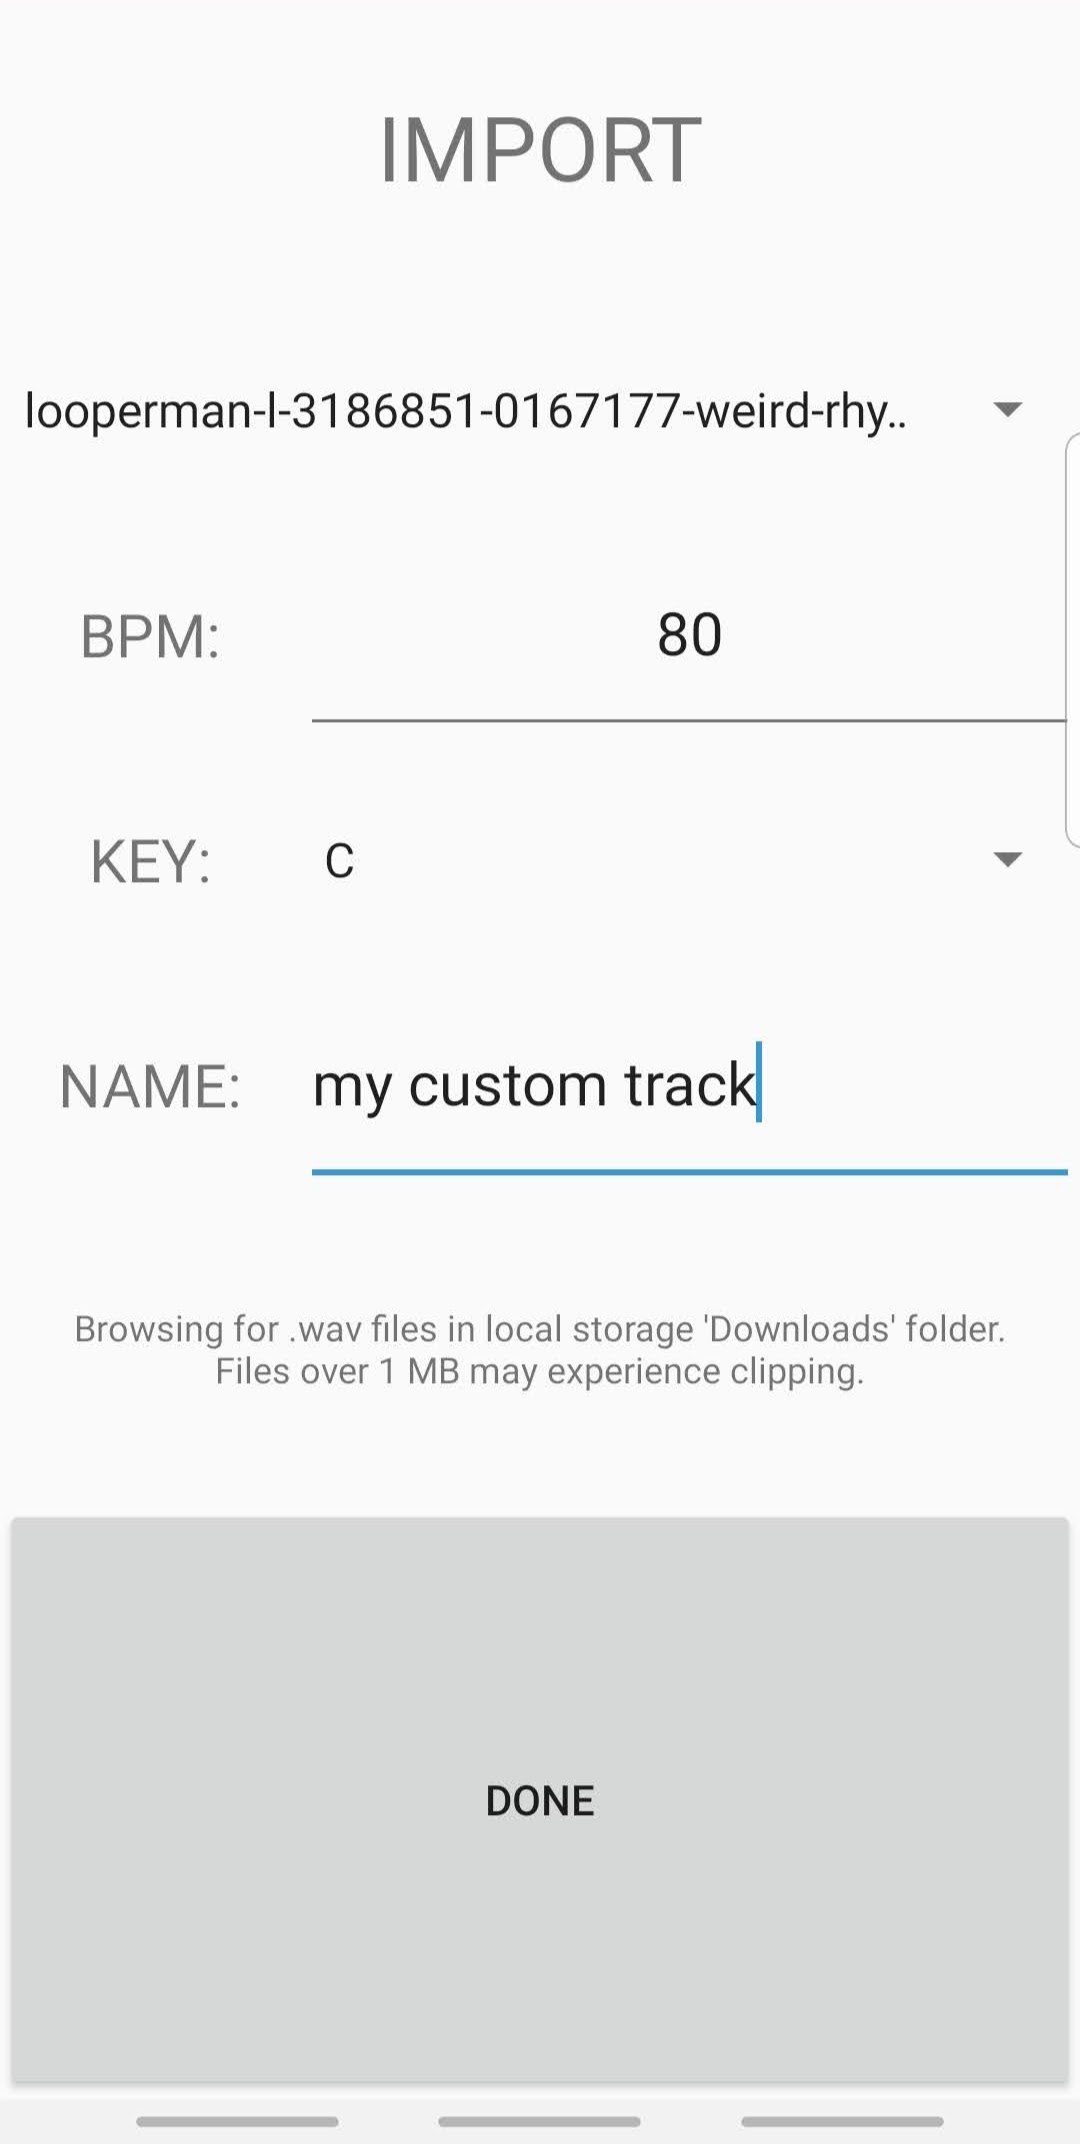 IMPORT
looperman-l-3186851-0167177-weird-rhy..
BPM: 80
KEY: C
NAME: my custom track
Browsing for .wav files in local storage 'Downloads' folder.
Files over 1 MB may experience clipping.
DONE